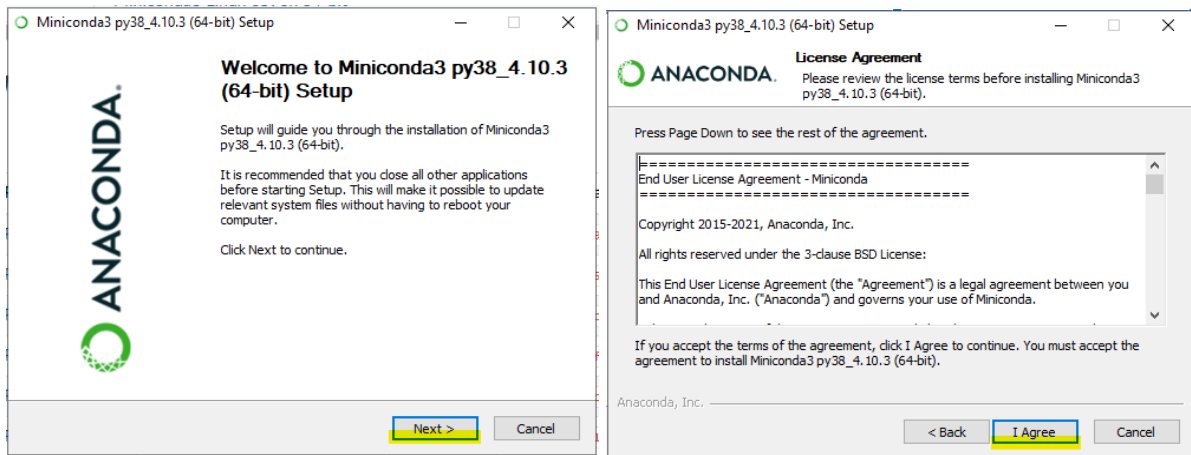 Miniconda3 py38_4.10.3 (64-bit) Setup
ANACONDA.
Welcome to Miniconda3 py38_4.10.3
(64-bit) Setup
Setup will guide you through the installation of Miniconda3
py38_4.10.3 (64-bit).
It is recommended that you close all other applications
before starting Setup. This will make it possible to update
relevant system files without having to reboot your
computer.
Click Next to continue.
Next >
Cancel
Miniconda3 py38_4.10.3 (64-bit) Setup
ANACONDA.
License Agreement
Please review the license terms before installing Miniconda3
py38_4.10.3 (64-bit).
Press Page Down to see the rest of the agreement.
==================================
End User License Agreement - Miniconda
==================================
Copyright 2015-2021, Anaconda, Inc.
All rights reserved under the 3-clause BSD License:
This End User License Agreement (the "Agreement") is a legal agreement between you
and Anaconda, Inc. ("Anaconda") and governs your use of Miniconda.
If you accept the terms of the agreement, click I Agree to continue. You must accept the
agreement to install Miniconda3 py38_4.10.3 (64-bit).
Anaconda, Inc.
< Back
I Agree
Cancel